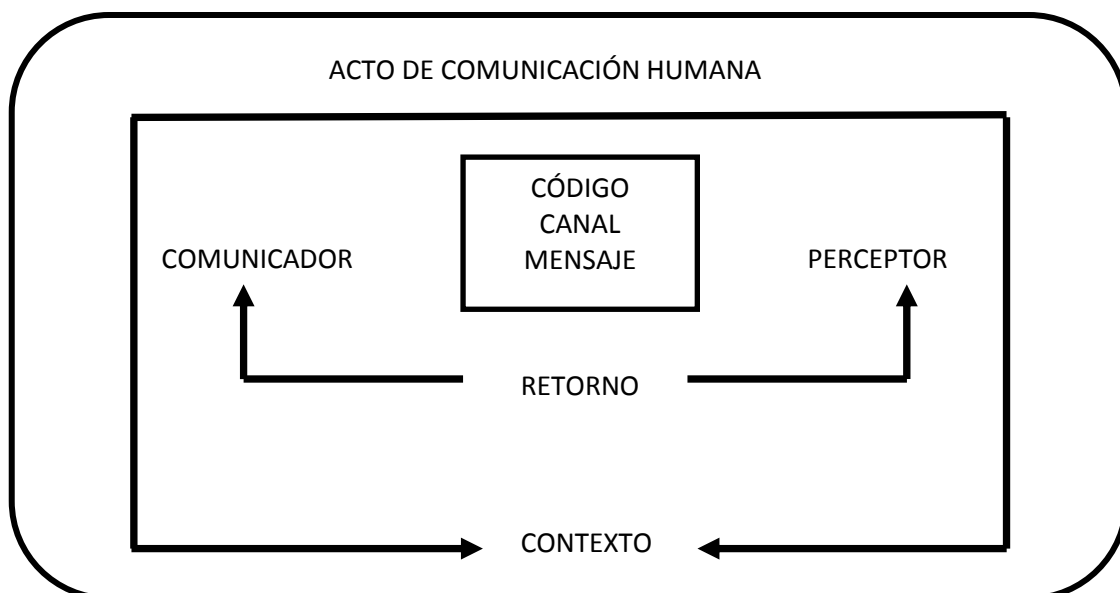 ACTO DE COMUNICACIÓN HUMANA
CÓDIGO
CANAL
MENSAJE
COMUNICADOR
PERCEPTOR
RETORNO
CONTEXTO